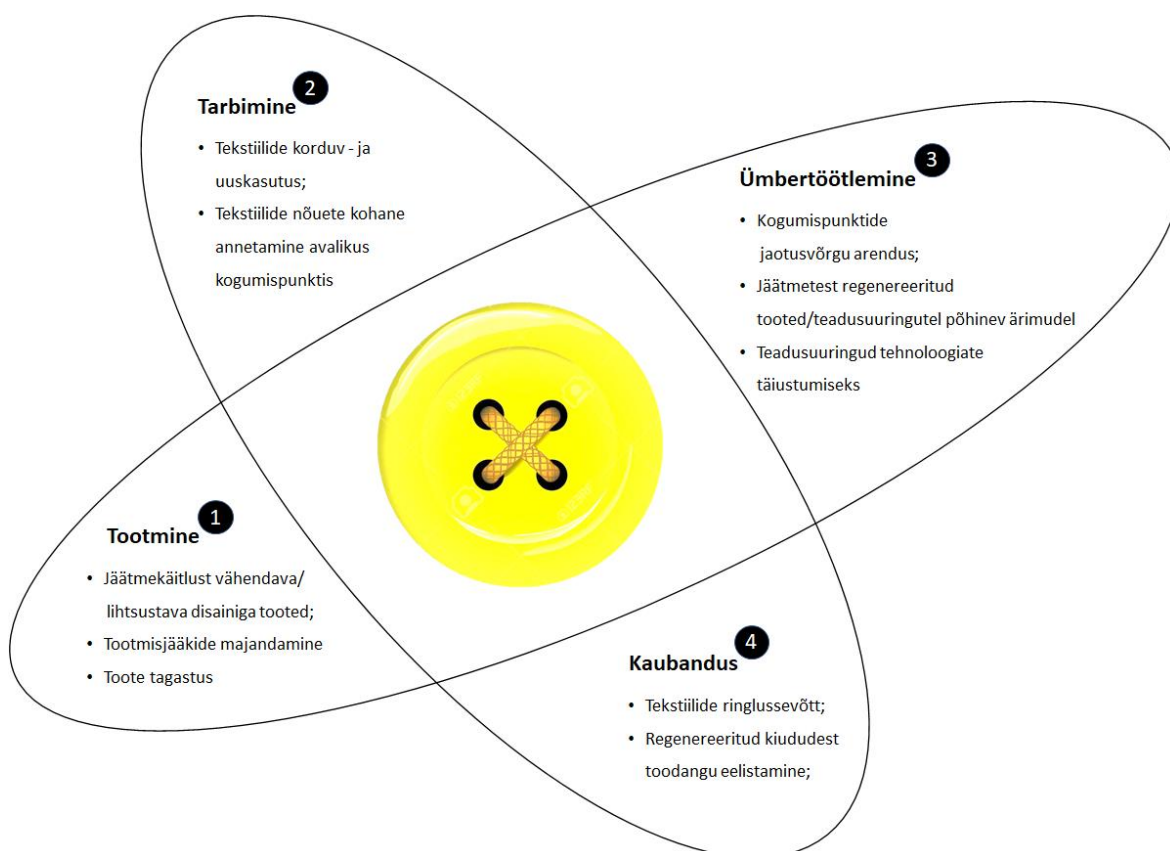 2
Tarbimine
• Tekstiilide korduv - ja
uuskasutus;
• Tekstiilide nõuete kohane
annetamine avalikus
kogumispunktis
3
Ümbertöötlemine
• Kogumispunktide
jaotusvõrgu arendus;
• Jäätmetest regenereeritud
tooted/teadusuuringutel põhinev ärimudel
• Teadusuuringud tehnoloogiate
täiustumiseks
1
Tootmine
• Jäätmekäitlust vähendava/
lihtsustava disainiga tooted;
• Tootmisjääkide majandamine
• Toote tagastus
4
Kaubandus
• Tekstiilide ringlussevõtt;
• Regenereeritud kiududest
toodangu eelistamine;